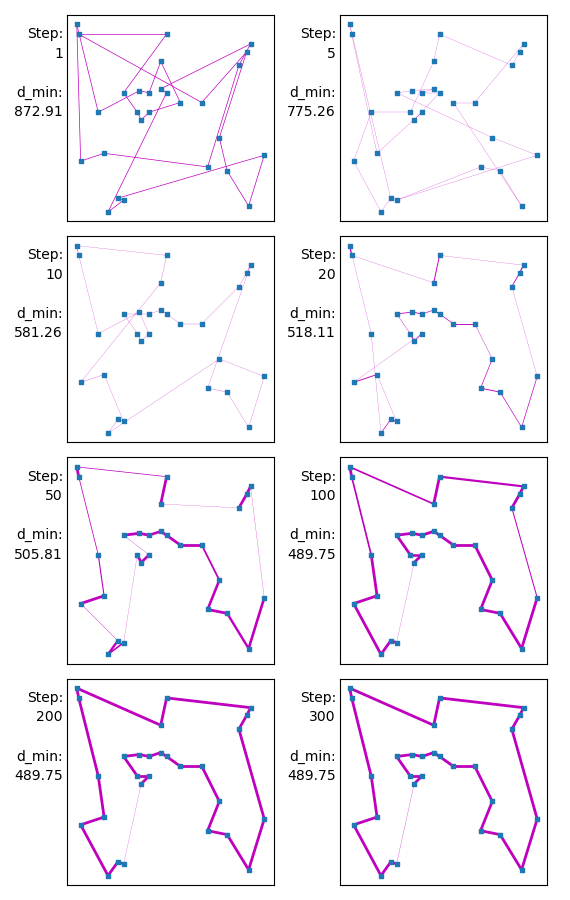 Step:
1
d_min:
872.91
Step:
5
d_min:
775.26
Step:
10
d_min:
581.26
Step:
20
d_min:
518.11
Step:
50
d_min:
505.81
Step:
100
d_min:
489.75
Step:
200
d_min:
489.75
Step:
300
d_min:
489.75